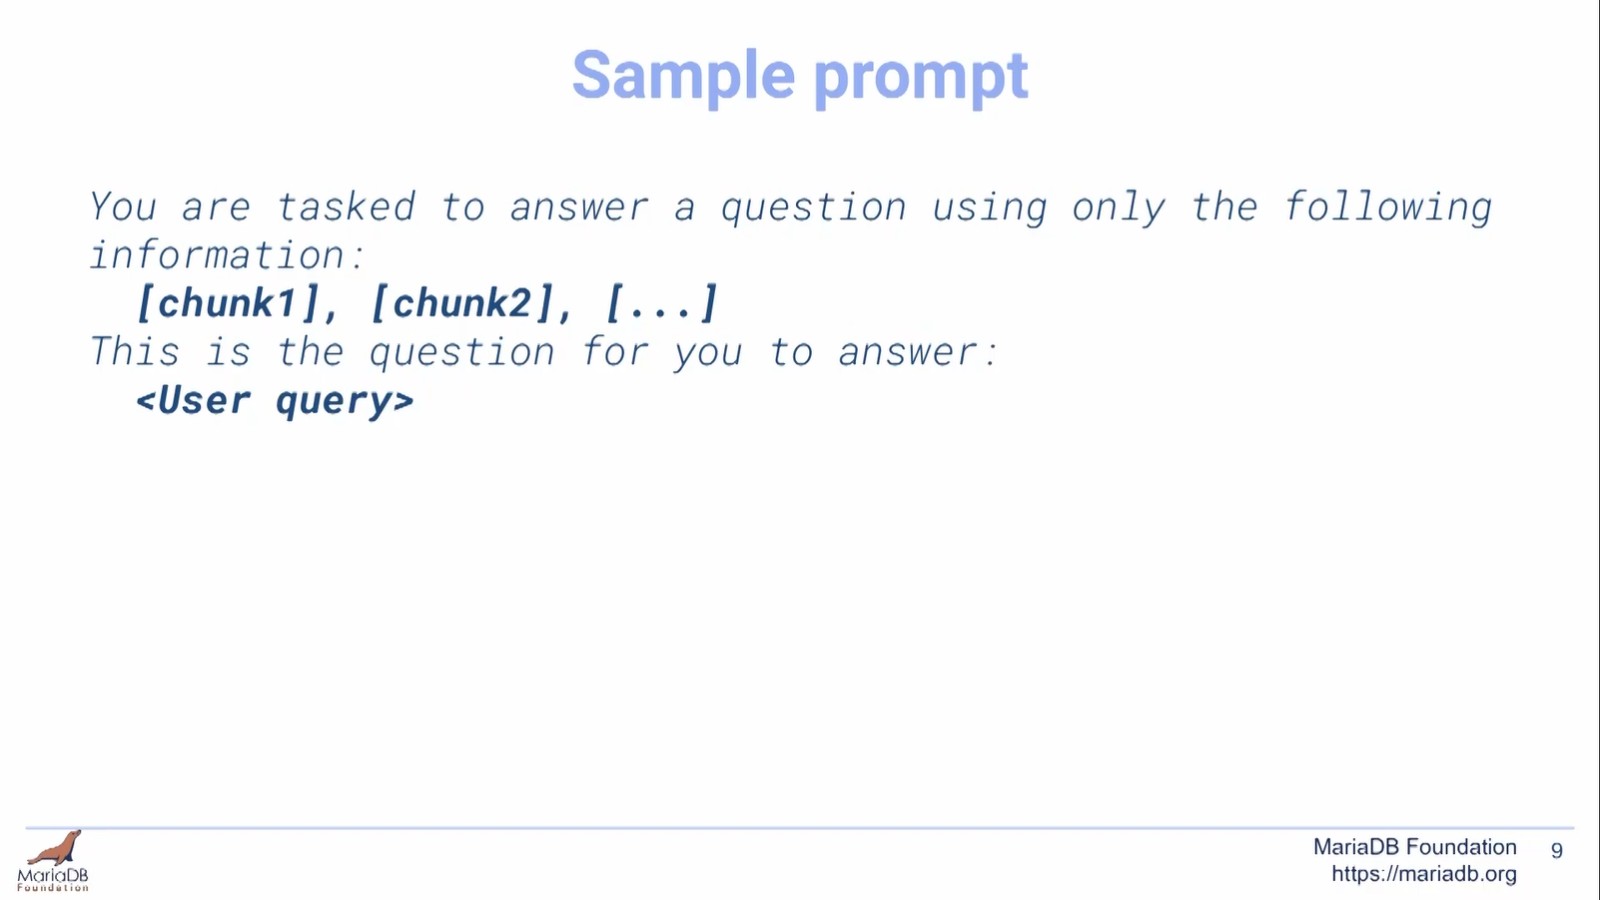 Sample prompt
You are tasked to answer a question using only the following
information:
[chunk1], [chunk2], [...]
This is the question for you to answer:
<User query>
MariaDB
Foundation
MariaDB Foundation
https://mariadb.org
9